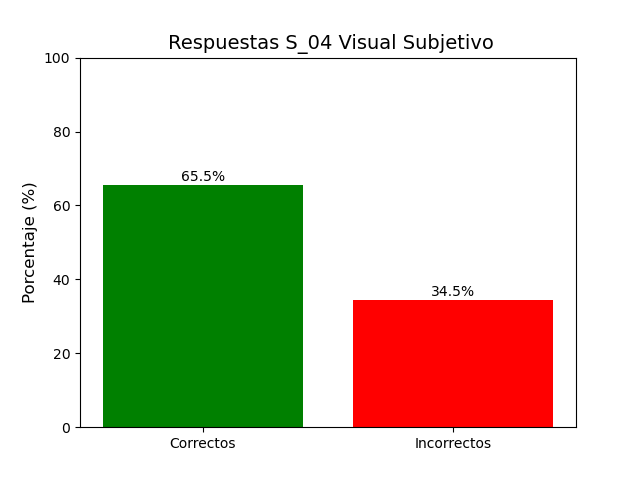 Respuestas S_04 Visual Subjetivo
Porcentaje (%)
100
80
60
40
20
0
65.5%
34.5%
Correctos
Incorrectos